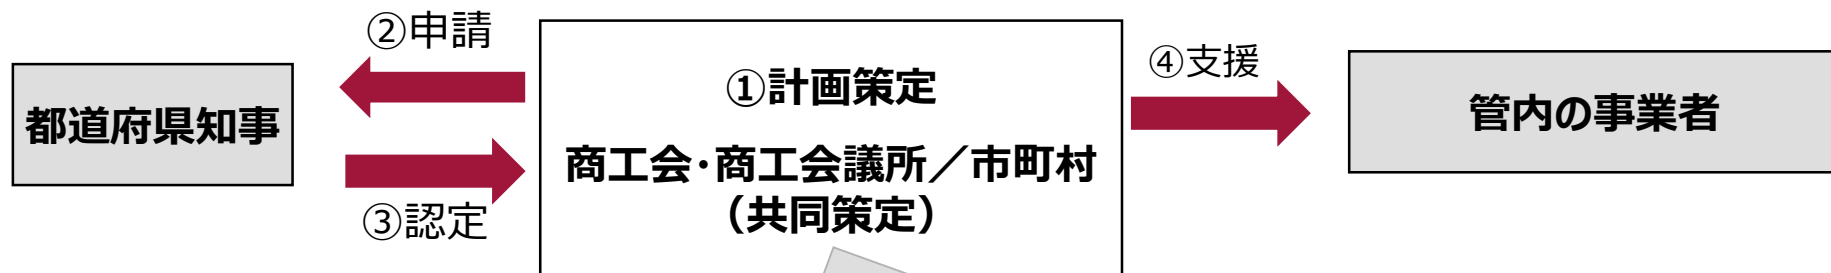 ②申請
都道府県知事
③認定
①計画策定
商工会・商工会議所／市町村
（共同策定）
④支援
管内の事業者